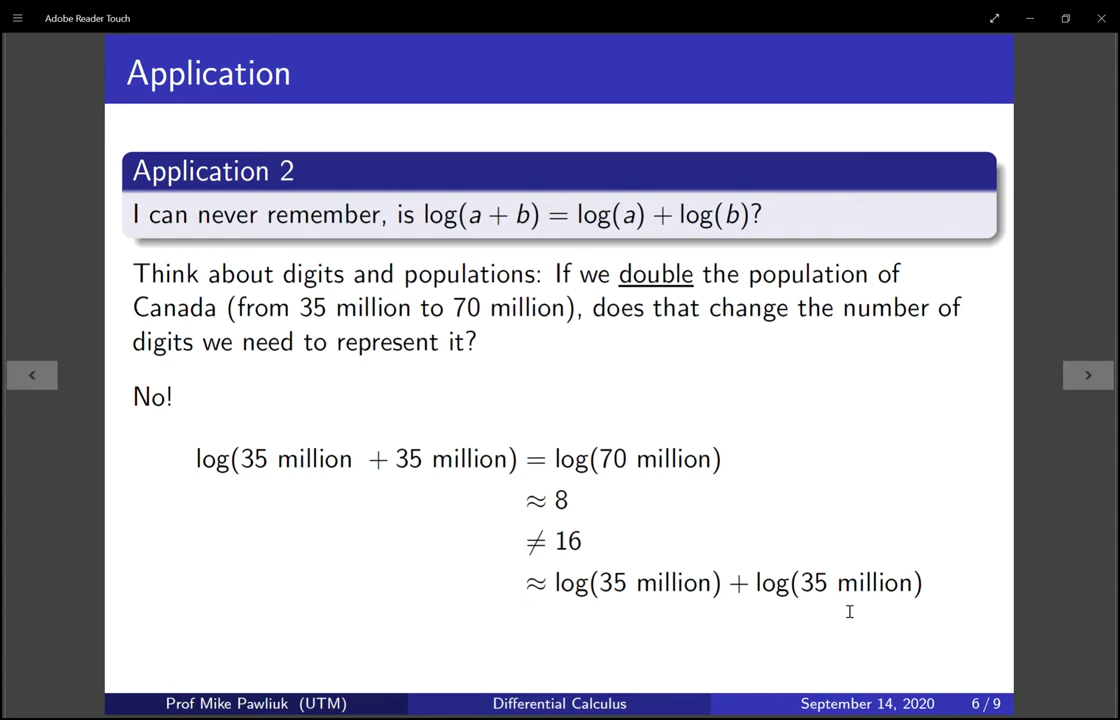 Adobe Reader Touch
Application
Application 2
I can never remember, is log(a + b) = log(a) + log(b)?
Think about digits and populations: If we double the population of
Canada (from 35 million to 70 million), does that change the number of
digits we need to represent it?
No!
log(35 million + 35 million) = log(70 million)
≈ 8
≠ 16
≈ log(35 million) + log(35 million)
Prof Mike Pawliuk (UTM) Differential Calculus September 14, 2020 6 / 9